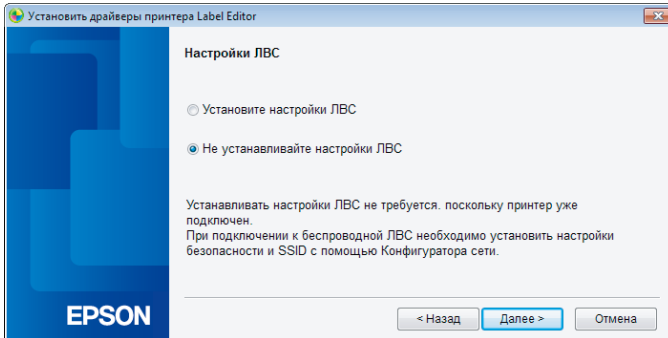 Установить драйверы принтера Label Editor
Настройки ЛВС
Установите настройки ЛВС
Не устанавливайте настройки ЛВС
Устанавливать настройки ЛВС не требуется. поскольку принтер уже
подключен.
При подключении к беспроводной ЛВС необходимо установить настройки
безопасности и SSID с помощью Конфигуратора сети.
EPSON
< Назад
Далее >
Отмена